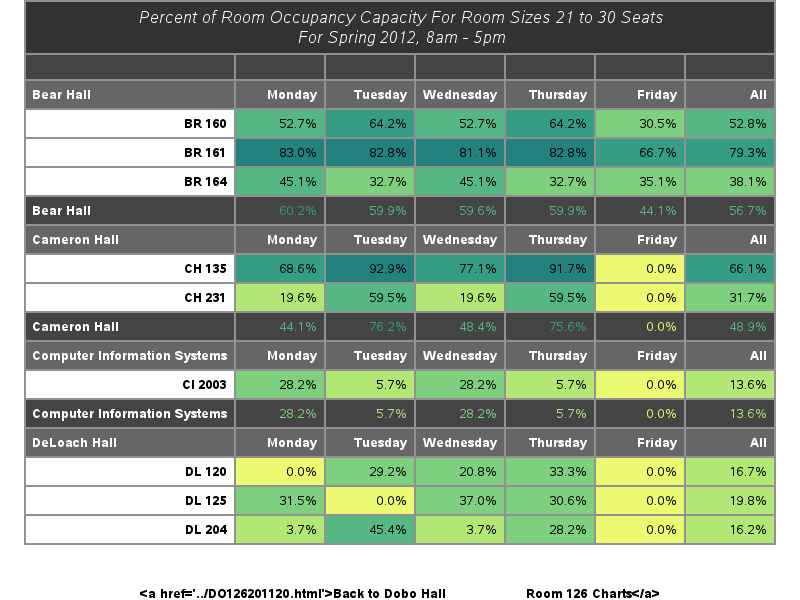 Percent of Room Occupancy Capacity For Room Sizes 21 to 30 Seats
For Spring 2012, 8am - 5pm
Bear Hall Monday Tuesday Wednesday Thursday Friday All
BR 160 52.7% 64.2% 52.7% 64.2% 30.5% 52.8%
BR 161 83.0% 82.8% 81.1% 82.8% 66.7% 79.3%
BR 164 45.1% 32.7% 45.1% 32.7% 35.1% 38.1%
Bear Hall 60.2% 59.9% 59.6% 59.9% 44.1% 56.7%
Cameron Hall Monday Tuesday Wednesday Thursday Friday All
CH 135 68.6% 92.9% 77.1% 91.7% 0.0% 66.1%
CH 231 19.6% 59.5% 19.6% 59.5% 0.0% 31.7%
Cameron Hall 44.1% 76.2% 48.4% 75.6% 0.0% 48.9%
Computer Information Systems Monday Tuesday Wednesday Thursday Friday All
CI 2003 28.2% 5.7% 28.2% 5.7% 0.0% 13.6%
Computer Information Systems 28.2% 5.7% 28.2% 5.7% 0.0% 13.6%
DeLoach Hall Monday Tuesday Wednesday Thursday Friday All
DL 120 0.0% 29.2% 20.8% 33.3% 0.0% 16.7%
DL 125 31.5% 0.0% 37.0% 30.6% 0.0% 19.8%
DL 204 3.7% 45.4% 3.7% 28.2% 0.0% 16.2%
<a href='../DO126201120.html'>Back to Dobo Hall Room 126 Charts</a>